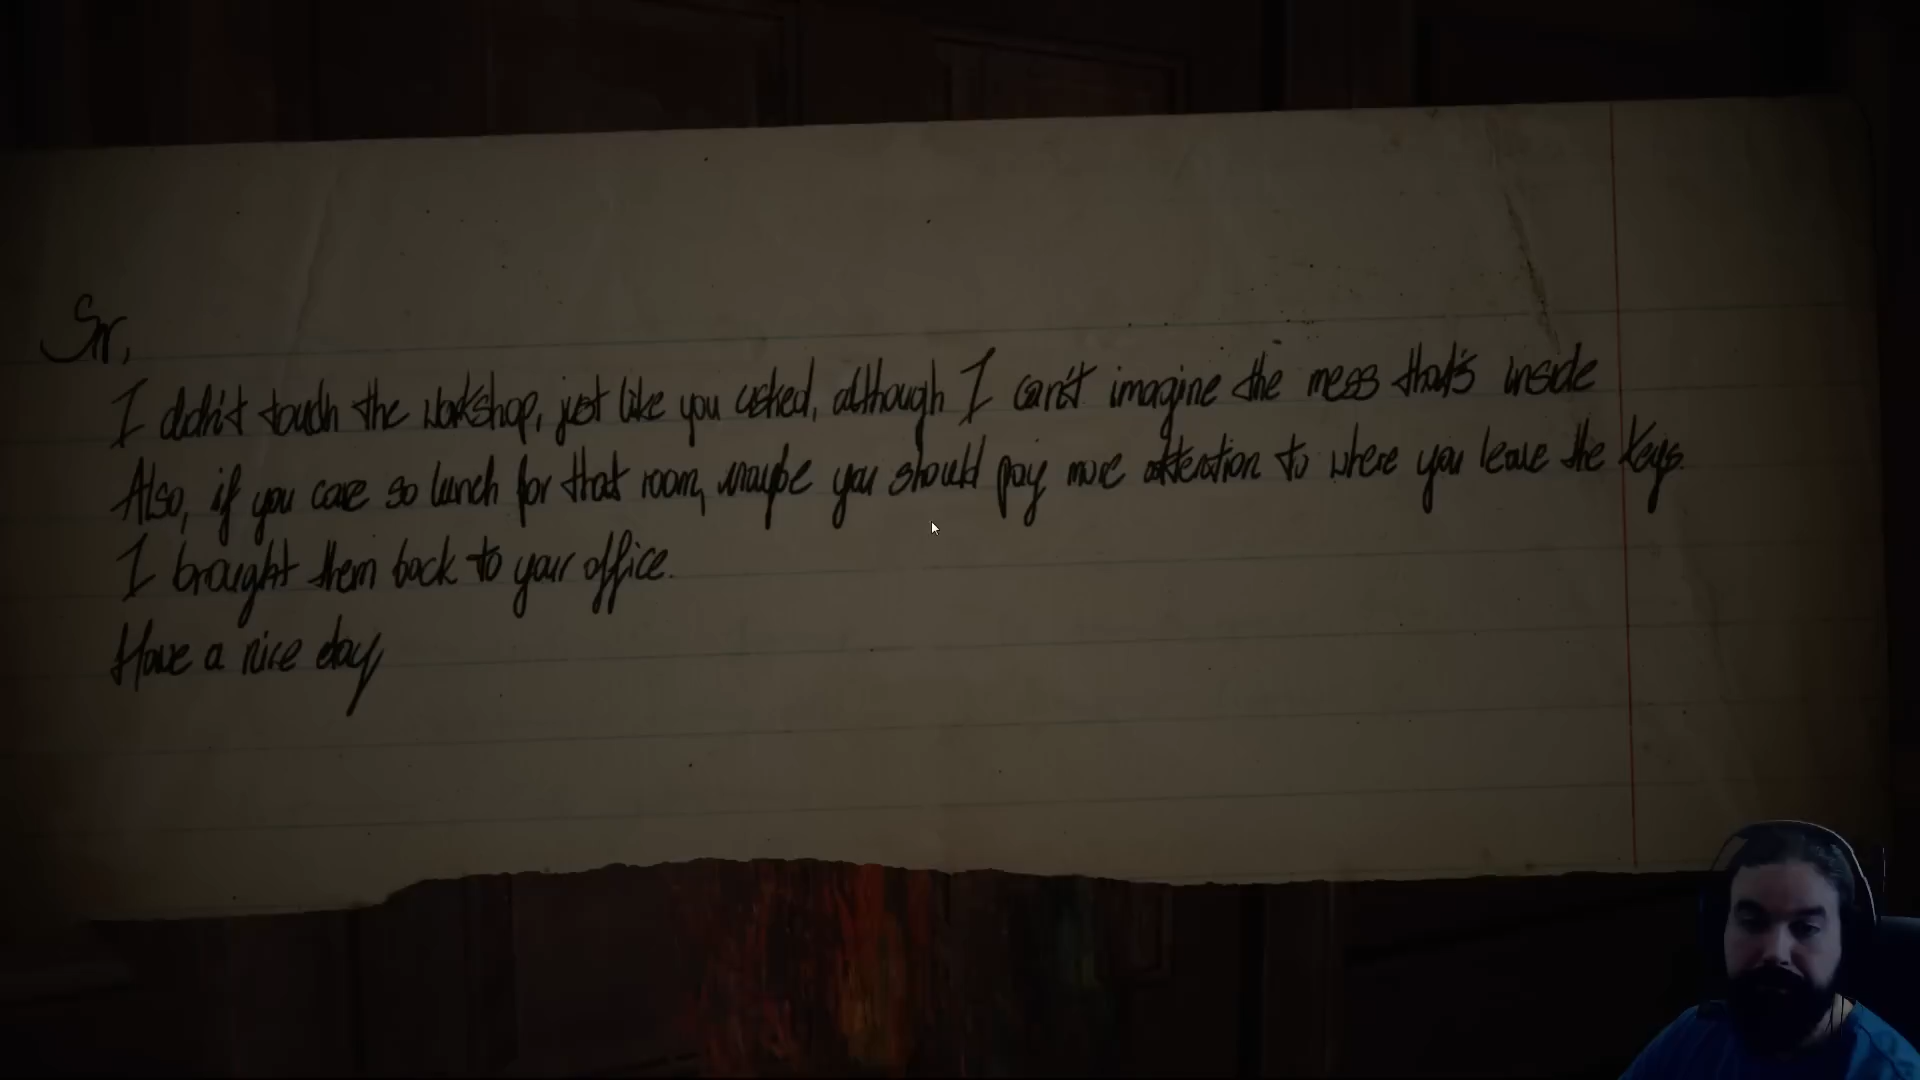 Sir,
I didn't touch the workshop, just like you asked, although I can't imagine the mess that's inside
Also, if you care so much for that room, maybe you should pay more attention to where you leave the keys.
I brought them back to your office.
Have a nice day